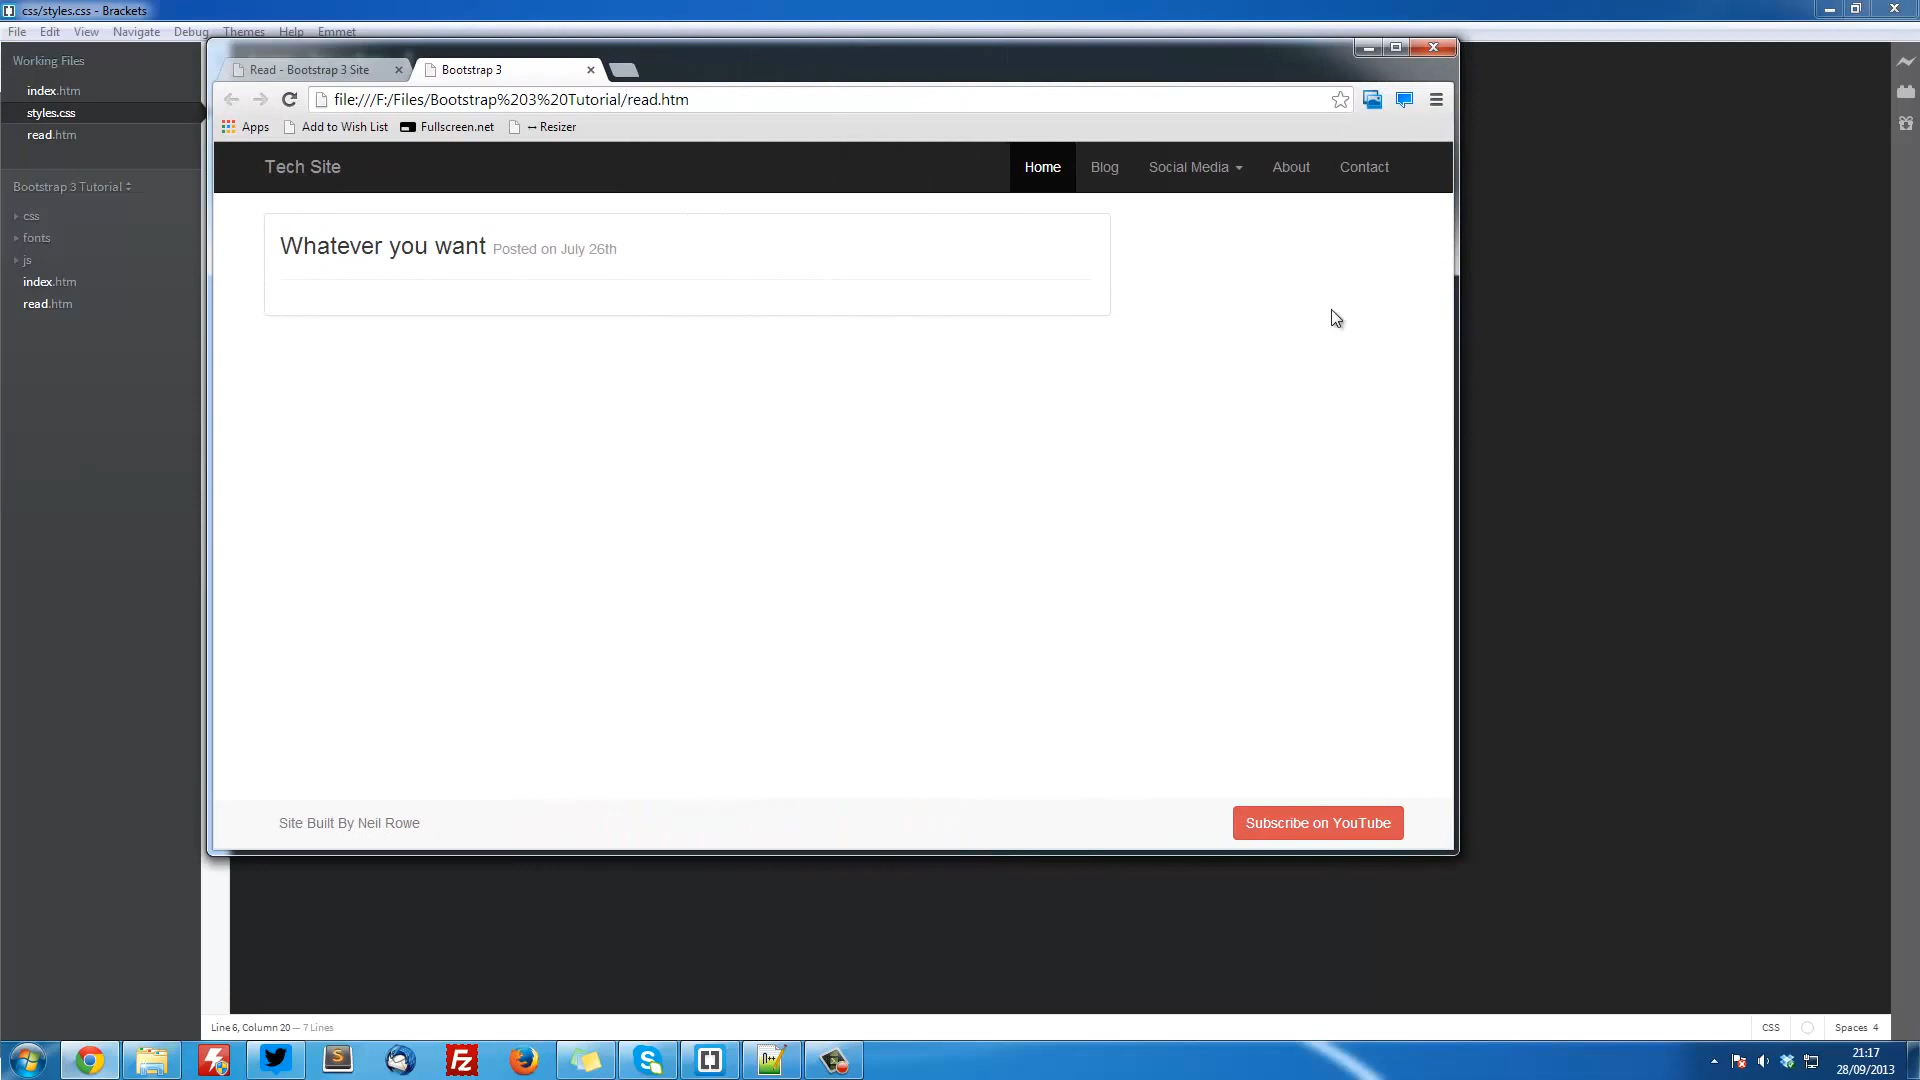 css/styles.css - Brackets
File Edit View Navigate Debug Themes Help Emmet
Working Files
index.htm
styles.css
read.htm
Bootstrap 3 Tutorial
css
fonts
js
index.htm
read.htm
Read - Bootstrap 3 Site
Bootstrap 3
file:///F:/Files/Bootstrap%203%20Tutorial/read.htm
Apps Add to Wish List Fullscreen.net ↔ Resizer
Tech Site Home Blog Social Media About Contact
Whatever you want Posted on July 26th
Site Built By Neil Rowe Subscribe on YouTube
Line 6, Column 20 — 7 Lines CSS Spaces 4
21:17
28/09/2013